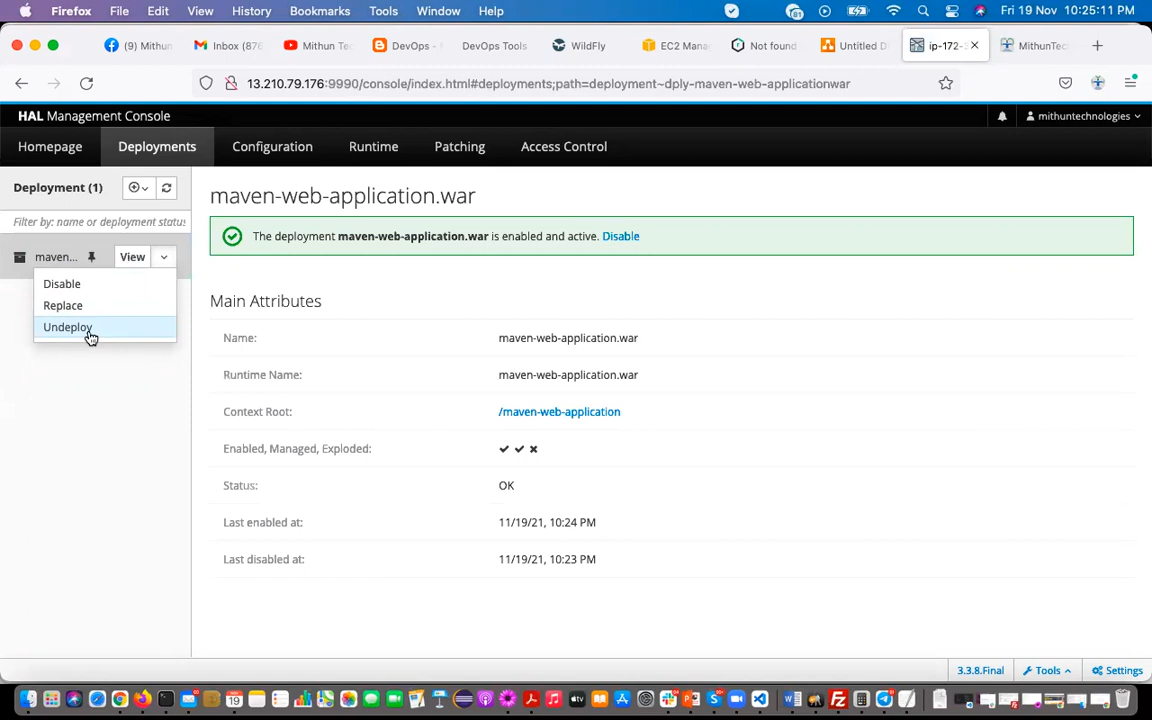 Firefox File Edit View History Bookmarks Tools Window Help 81 Fri 19 Nov 10:25:11 PM
(9) Mithun Inbox (876 Mithun Te DevOps - DevOps Tools WildFly EC2 Mana Not found Untitled D ip-172- MithunTec
13.210.79.176:9990/console/index.html#deployments;path=deployment~dply-maven-web-applicationwar
HAL Management Console mithuntechnologies
Homepage Deployments Configuration Runtime Patching Access Control
Deployment (1)
Filter by: name or deployment status
maven... View
Disable
Replace
Undeploy
maven-web-application.war
The deployment maven-web-application.war is enabled and active. Disable
Main Attributes
Name: maven-web-application.war
Runtime Name: maven-web-application.war
Context Root: /maven-web-application
Enabled, Managed, Exploded:
Status: OK
Last enabled at: 11/19/21, 10:24 PM
Last disabled at: 11/19/21, 10:23 PM
3.3.8.Final Tools Settings